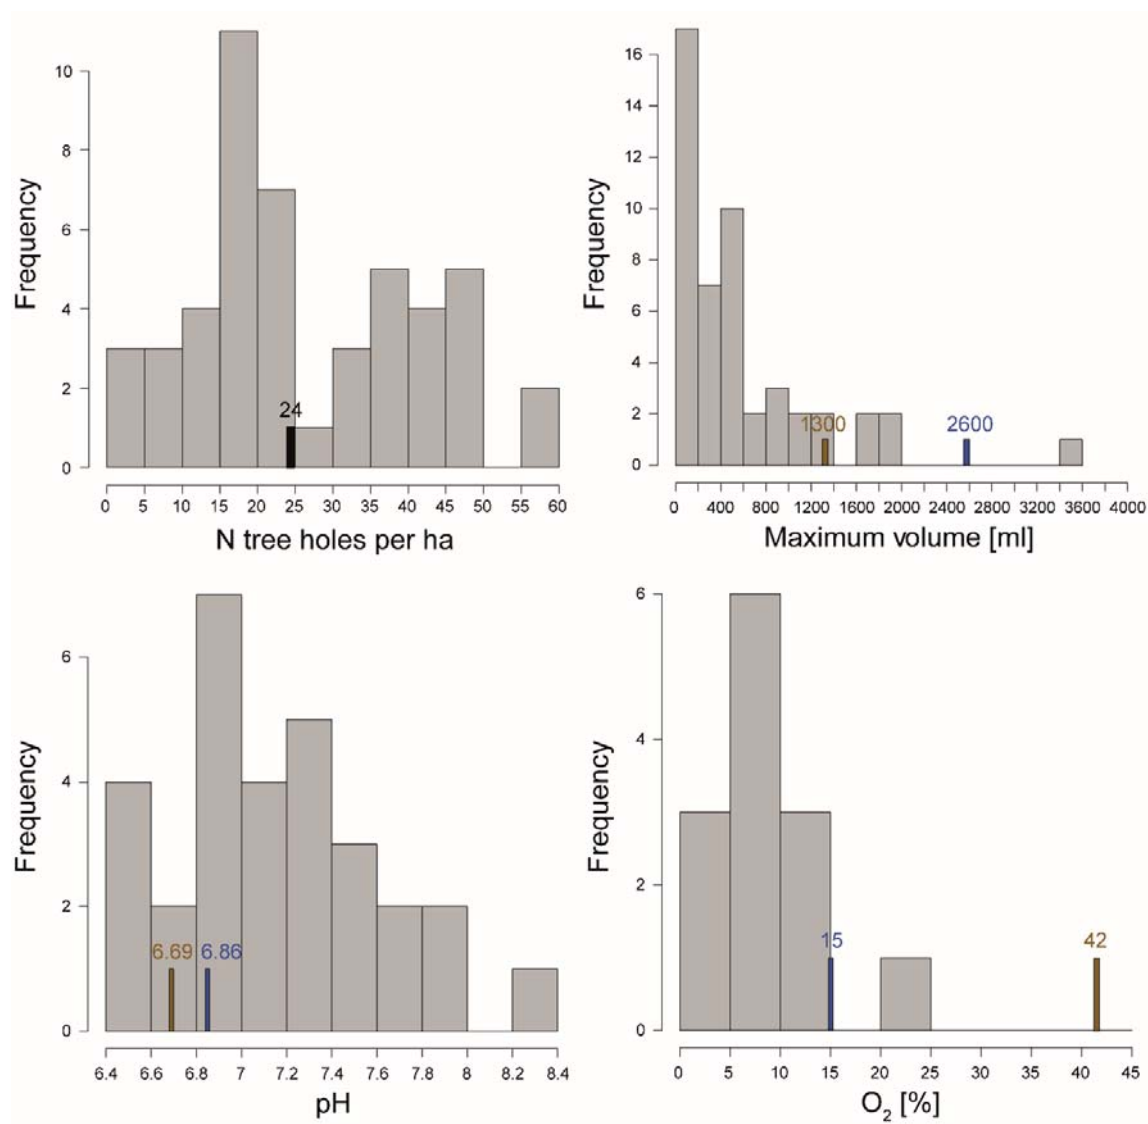 10
8
6
4
2
0
Frequency
24
0 5 10 15 20 25 30 35 40 45 50 55 60
N tree holes per ha
16
14
12
10
8
6
4
2
0
Frequency
1300 2600
0 400 800 1200 1600 2000 2400 2800 3200 3600 4000
Maximum volume [ml]
6
4
2
0
Frequency
6.69 6.86
6.4 6.6 6.8 7 7.2 7.4 7.6 7.8 8 8.2 8.4
pH
6
4
2
0
Frequency
15 42
0 5 10 15 20 25 30 35 40 45
O₂ [%]